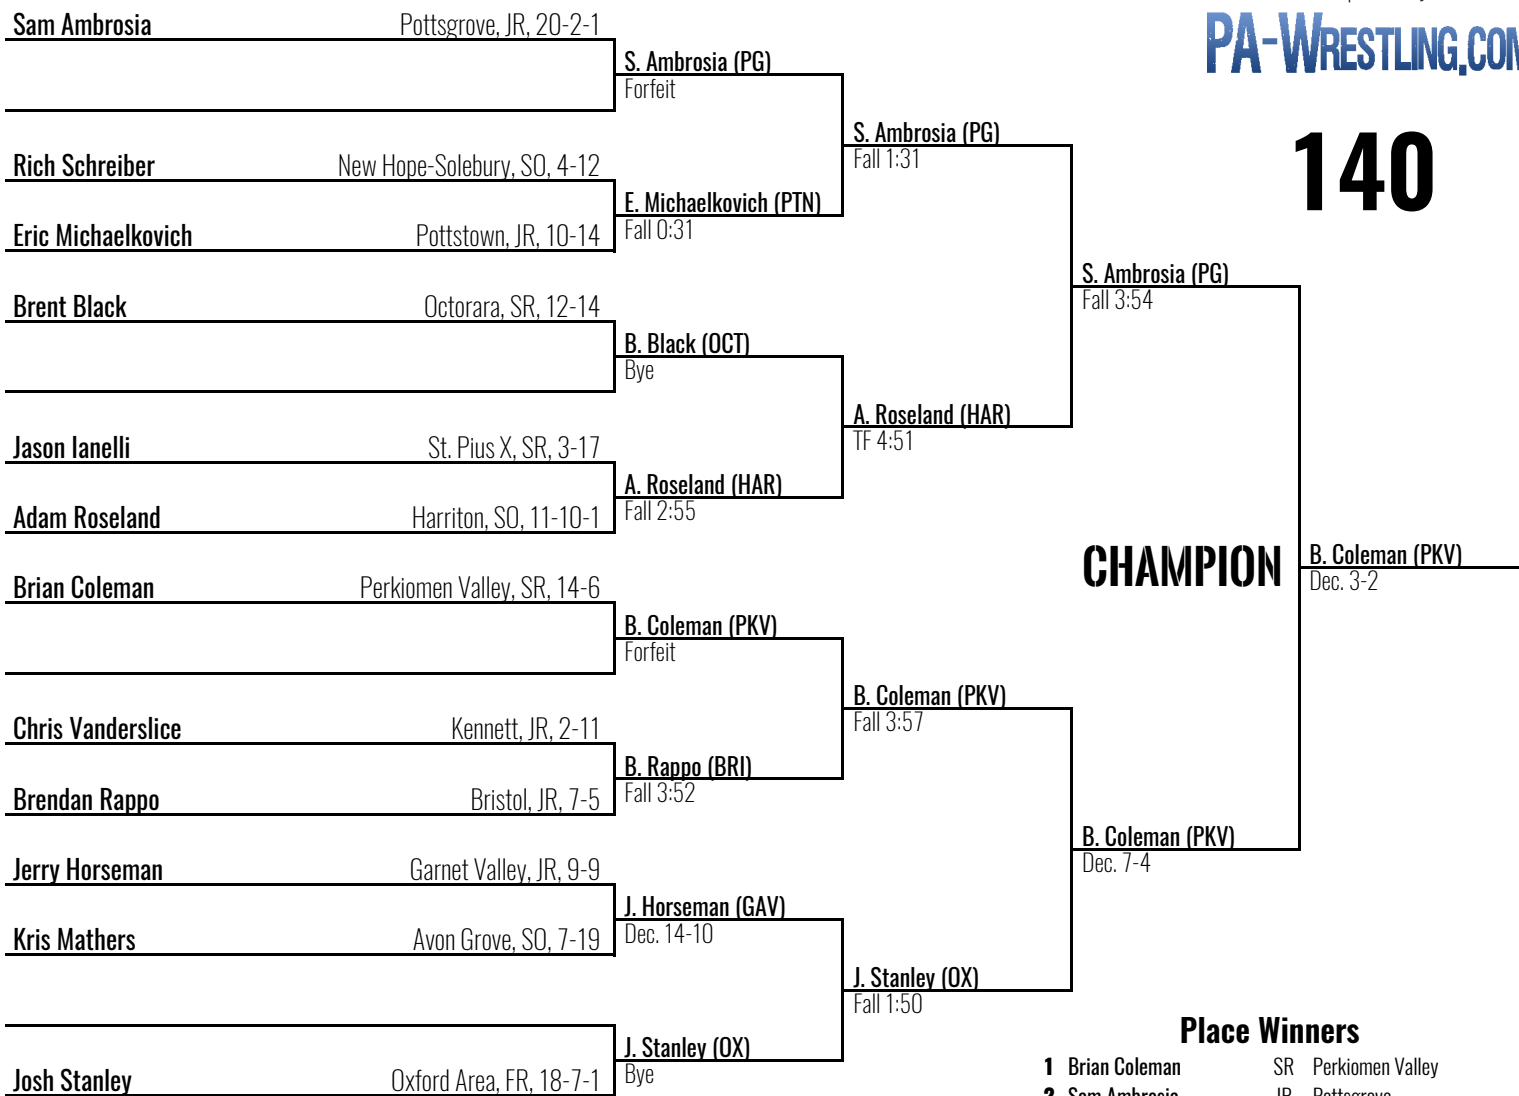 Sam Ambrosia Pottsgrove, JR, 20-2-1
S. Ambrosia (PG)
Forfeit
PA-WRESTLING.COM
S. Ambrosia (PG)
Fall 1:31
140
Rich Schreiber New Hope-Solebury, SO, 4-12
E. Michaelkovich (PTN)
Fall 0:31
Eric Michaelkovich Pottstown, JR, 10-14
S. Ambrosia (PG)
Fall 3:54
Brent Black Octorara, SR, 12-14
B. Black (OCT)
Bye
A. Roseland (HAR)
TF 4:51
Jason Ianelli St. Pius X, SR, 3-17
A. Roseland (HAR)
Fall 2:55
Adam Roseland Harriton, SO, 11-10-1
CHAMPION B. Coleman (PKV)
Dec. 3-2
Brian Coleman Perkiomen Valley, SR, 14-6
B. Coleman (PKV)
Forfeit
B. Coleman (PKV)
Fall 3:57
Chris Vanderslice Kennett, JR, 2-11
B. Rappo (BRI)
Fall 3:52
Brendan Rappo Bristol, JR, 7-5
B. Coleman (PKV)
Dec. 7-4
Jerry Horseman Garnet Valley, JR, 9-9
J. Horseman (GAV)
Dec. 14-10
Kris Mathers Avon Grove, SO, 7-19
J. Stanley (OX)
Fall 1:50
J. Stanley (OX)
Bye
Josh Stanley Oxford Area, FR, 18-7-1
Place Winners
1 Brian Coleman SR Perkiomen Valley
2 Sam Ambrosia JR Pottsgrove